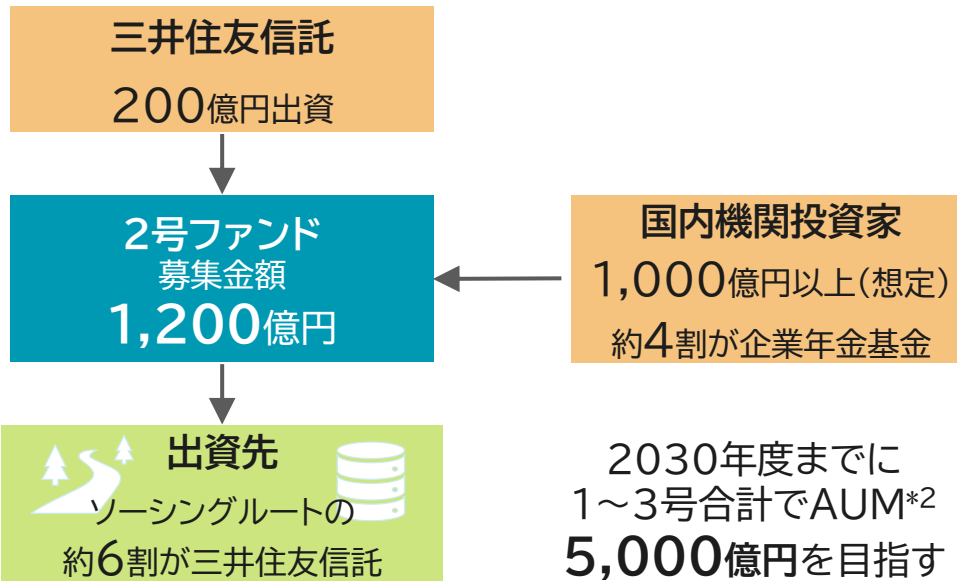 三井住友信託
200億円出資
2号ファンド
募集金額
1,200億円
国内機関投資家
1,000億円以上(想定)
約4割が企業年金基金
出資先
ソーシングルートの
約6割が三井住友信託
2030年度までに
1～3号合計でAUM*2
5,000億円を目指す